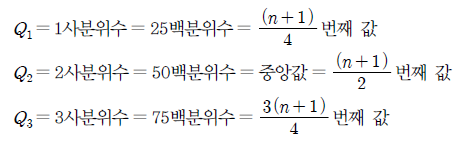 Q₁ = 1사분위수 = 25백분위수 = (n+1)/4 번째 값
Q₂ = 2사분위수 = 50백분위수 = 중앙값 = (n+1)/2 번째 값
Q₃ = 3사분위수 = 75백분위수 = 3(n+1)/4 번째 값